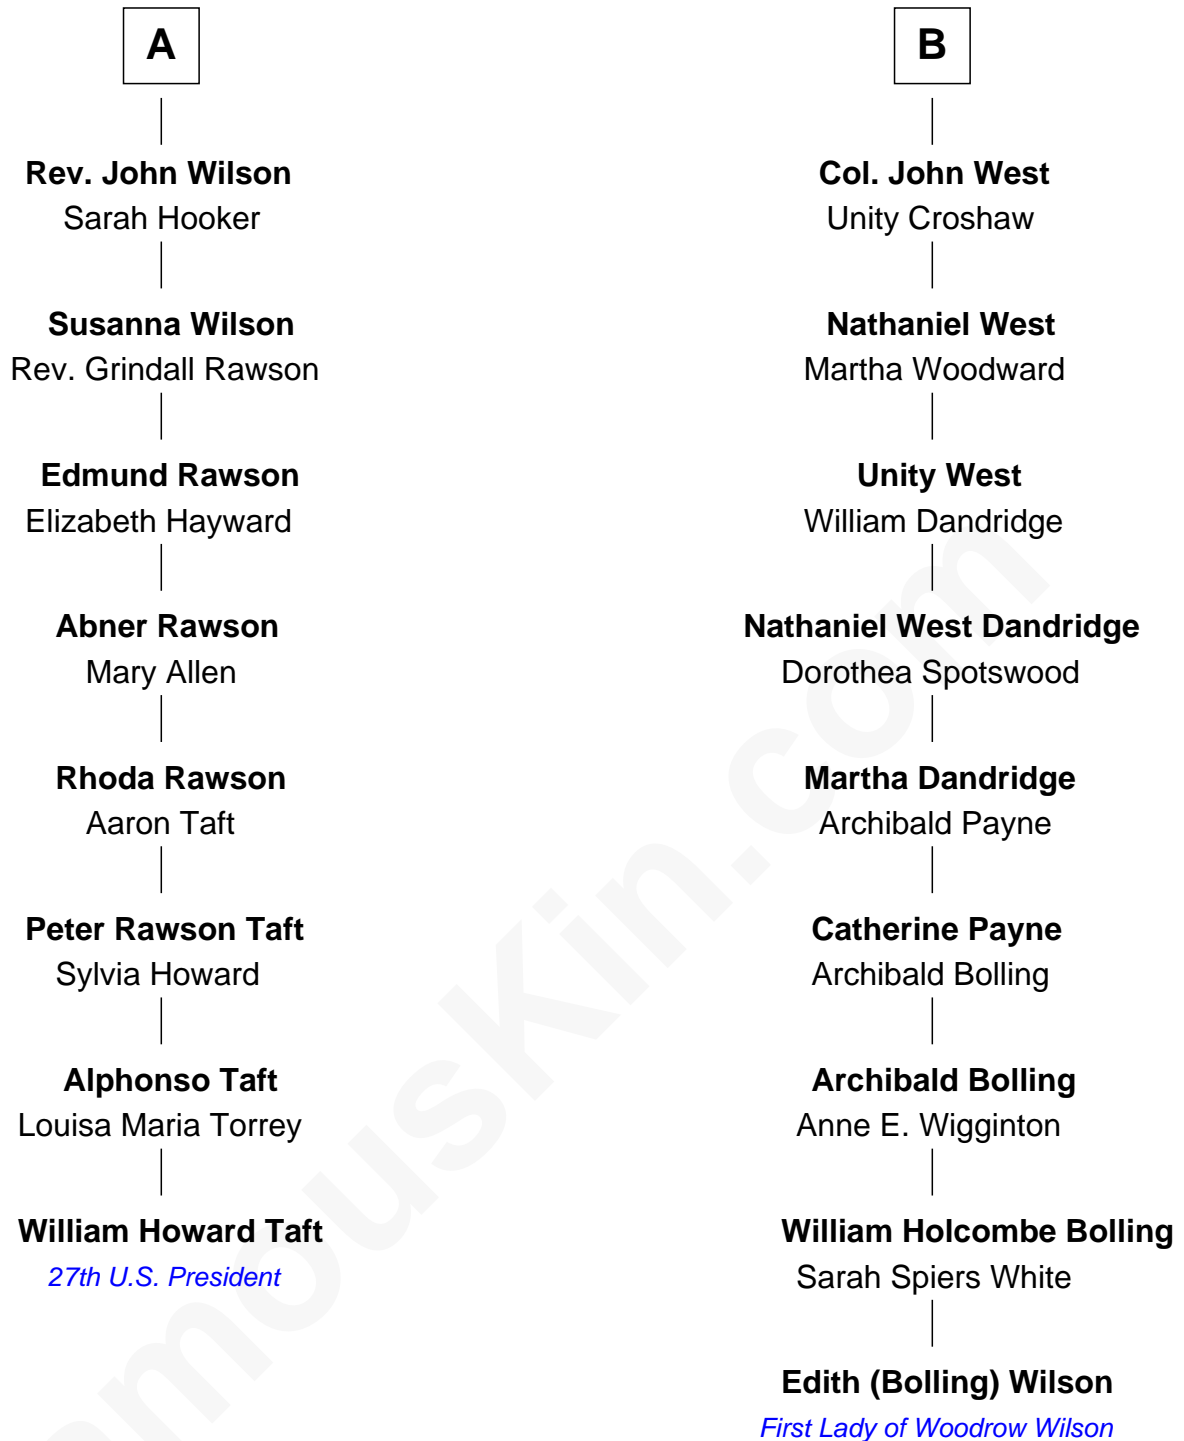 A
Rev. John Wilson
Sarah Hooker
Susanna Wilson
Rev. Grindall Rawson
Edmund Rawson
Elizabeth Hayward
Abner Rawson
Mary Allen
Rhoda Rawson
Aaron Taft
Peter Rawson Taft
Sylvia Howard
Alphonso Taft
Louisa Maria Torrey
William Howard Taft
27th U.S. President
B
Col. John West
Unity Croshaw
Nathaniel West
Martha Woodward
Unity West
William Dandridge
Nathaniel West Dandridge
Dorothea Spotswood
Martha Dandridge
Archibald Payne
Catherine Payne
Archibald Bolling
Archibald Bolling
Anne E. Wigginton
William Holcombe Bolling
Sarah Spiers White
Edith (Bolling) Wilson
First Lady of Woodrow Wilson
amousKin.com